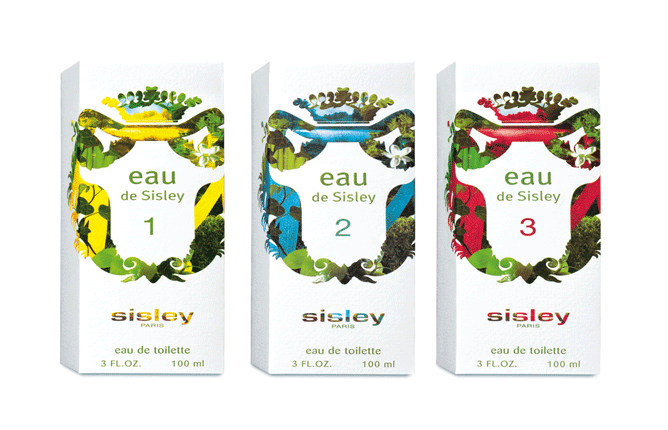 eau
de Sisley
1
sisley
PARIS
eau de toilette
3 FL.OZ. 100 ml
eau
de Sisley
2
sisley
PARIS
eau de toilette
3 FL.OZ. 100 ml
eau
de Sisley
3
sisley
PARIS
eau de toilette
3 FL.OZ. 100 ml